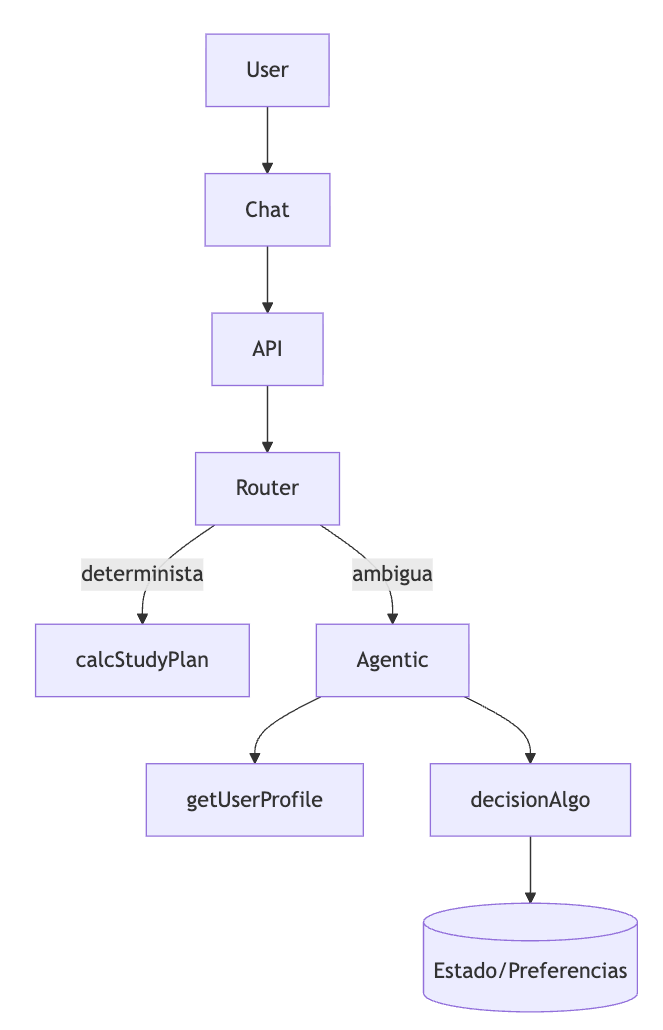 User
Chat
API
Router
determinista
ambigua
calcStudyPlan
Agentic
getUserProfile
decisionAlgo
Estado/Preferencias